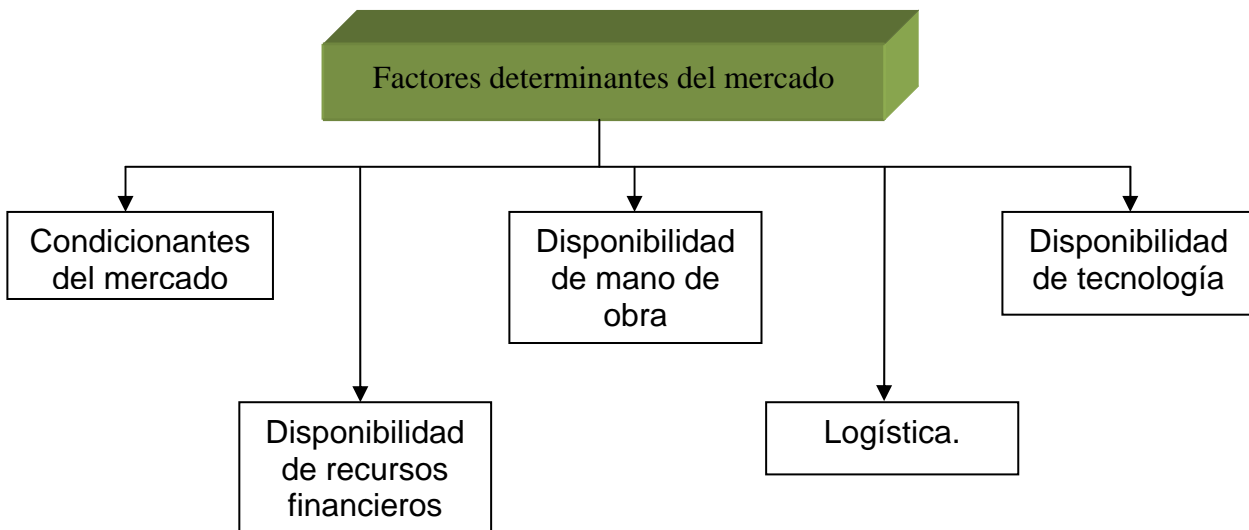 Factores determinantes del mercado
Condicionantes
del mercado
Disponibilidad
de mano de
obra
Disponibilidad
de tecnología
Disponibilidad
de recursos
financieros
Logística.